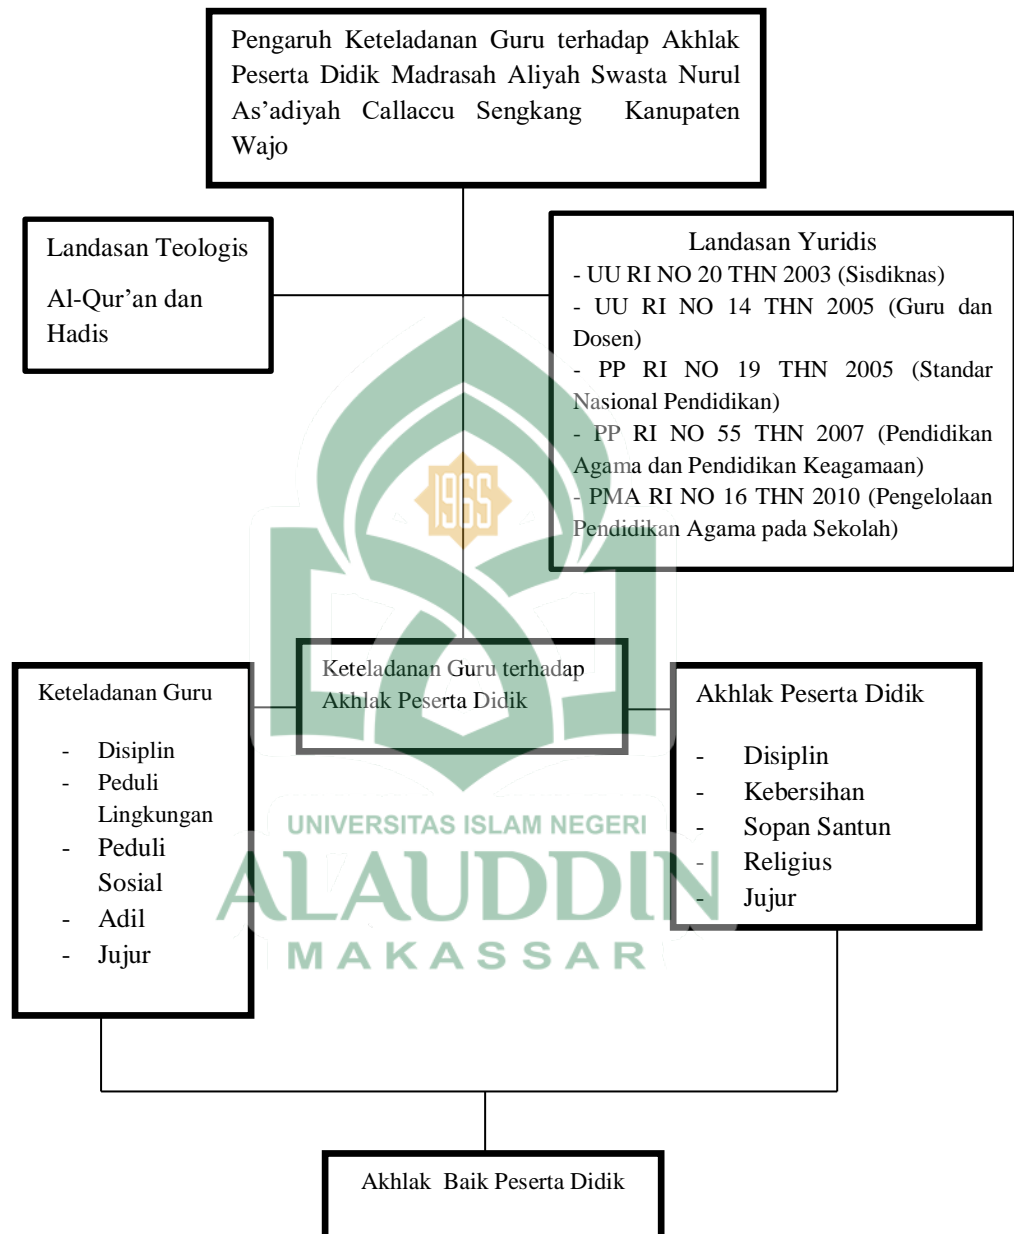 Pengaruh Keteladanan Guru terhadap Akhlak
Peserta Didik Madrasah Aliyah Swasta Nurul
As’adiyah Callaccu Sengkang Kanupaten
Wajo
Landasan Teologis
Al-Qur’an dan
Hadis
Landasan Yuridis
- UU RI NO 20 THN 2003 (Sisdiknas)
- UU RI NO 14 THN 2005 (Guru dan
Dosen)
- PP RI NO 19 THN 2005 (Standar
Nasional Pendidikan)
- PP RI NO 55 THN 2007 (Pendidikan
Agama dan Pendidikan Keagamaan)
- PMA RI NO 16 THN 2010 (Pengelolaan
Pendidikan Agama pada Sekolah)
1965
Keteladanan Guru terhadap
Akhlak Peserta Didik
Keteladanan Guru
- Disiplin
- Peduli
Lingkungan
- Peduli
Sosial
- Adil
- Jujur
Akhlak Peserta Didik
- Disiplin
- Kebersihan
- Sopan Santun
- Religius
- Jujur
UNIVERSITAS ISLAM NEGERI
ALAUDDIN
MAKASSAR
Akhlak Baik Peserta Didik